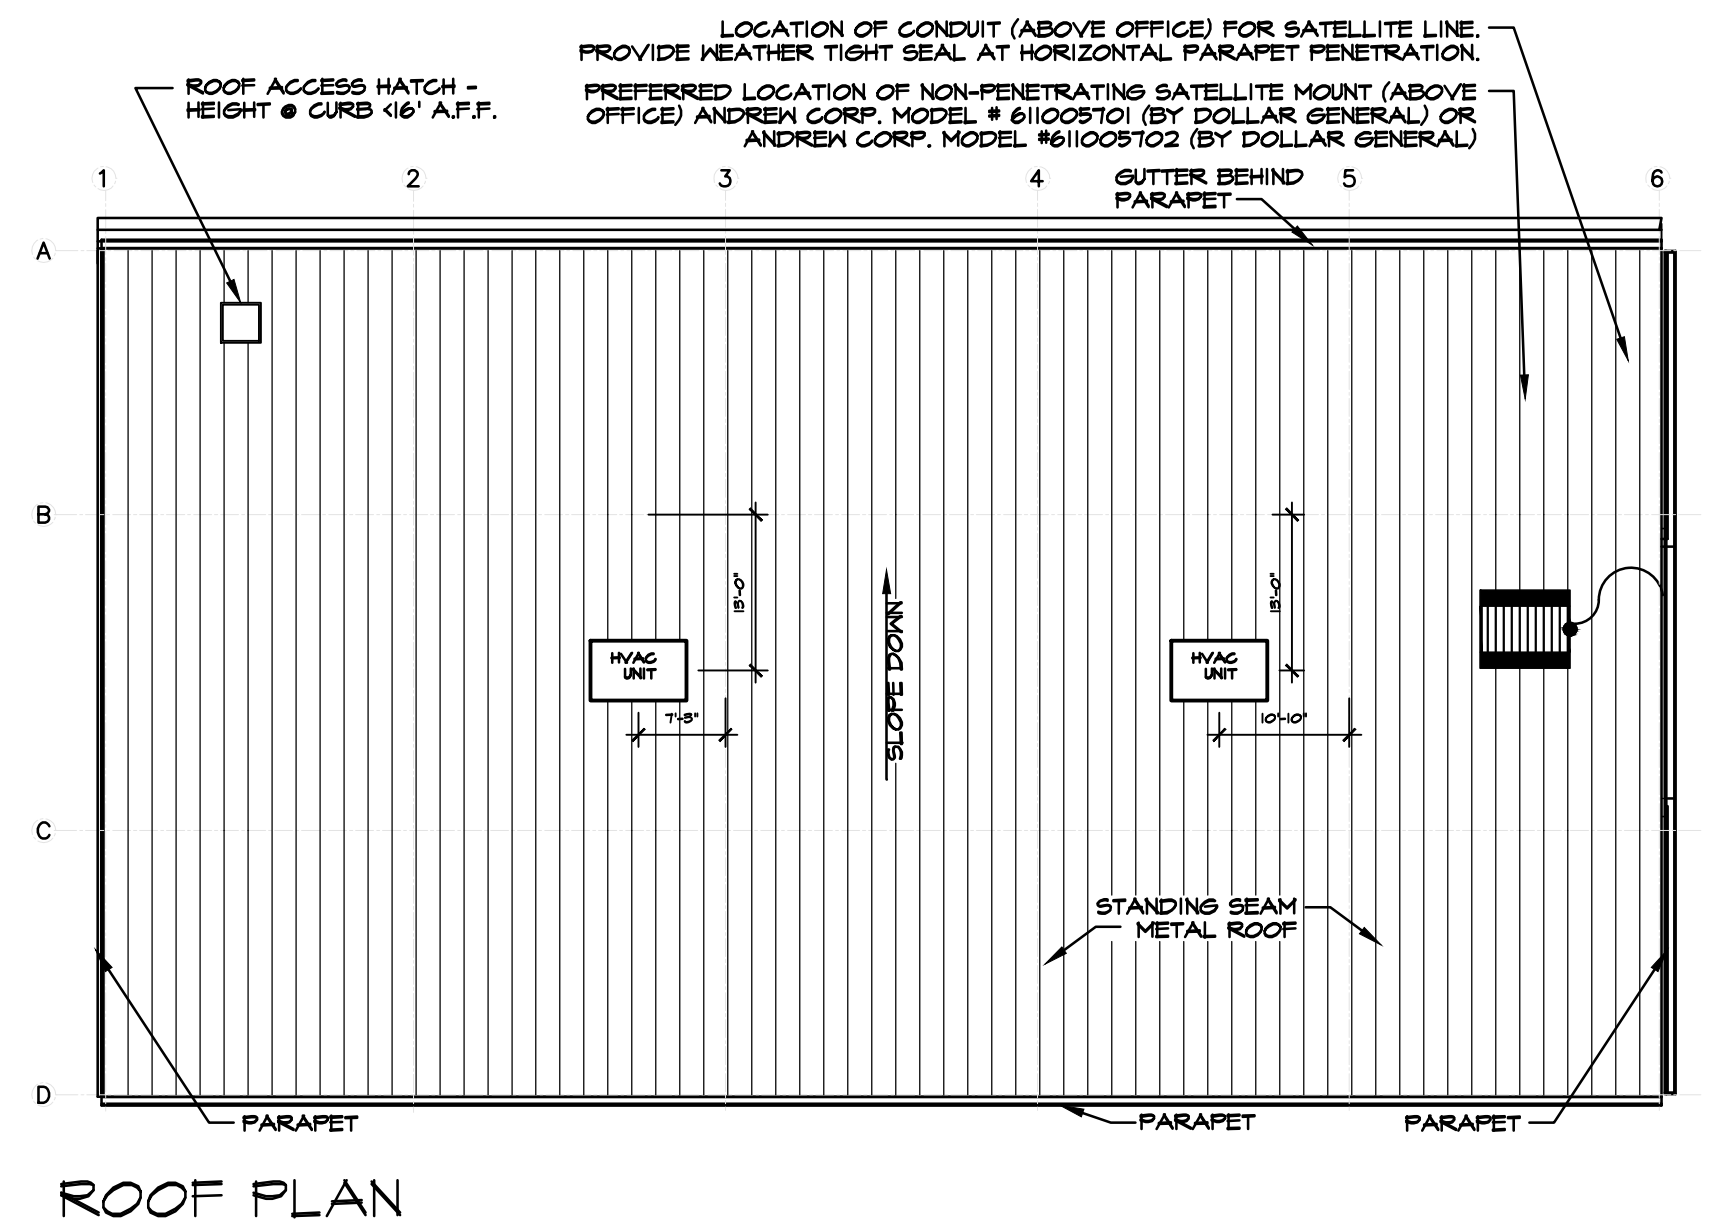 LOCATION OF CONDUIT (ABOVE OFFICE) FOR SATELLITE LINE.
PROVIDE WEATHER TIGHT SEAL AT HORIZONTAL PARAPET PENETRATION.
ROOF ACCESS HATCH -
HEIGHT @ CURB <16' A.F.F.
PREFERRED LOCATION OF NON-PENETRATING SATELLITE MOUNT (ABOVE
OFFICE) ANDREW CORP. MODEL # 611005701 (BY DOLLAR GENERAL) OR
ANDREW CORP. MODEL #611005702 (BY DOLLAR GENERAL)
1 2 3 4 5 6
GUTTER BEHIND
PARAPET
A
B
13'-0"
13'-0"
HVAC
UNIT
SLOPE DOWN
HVAC
UNIT
7'-3"
10'-10"
C
STANDING SEAM
METAL ROOF
D
PARAPET
PARAPET
PARAPET
ROOF PLAN